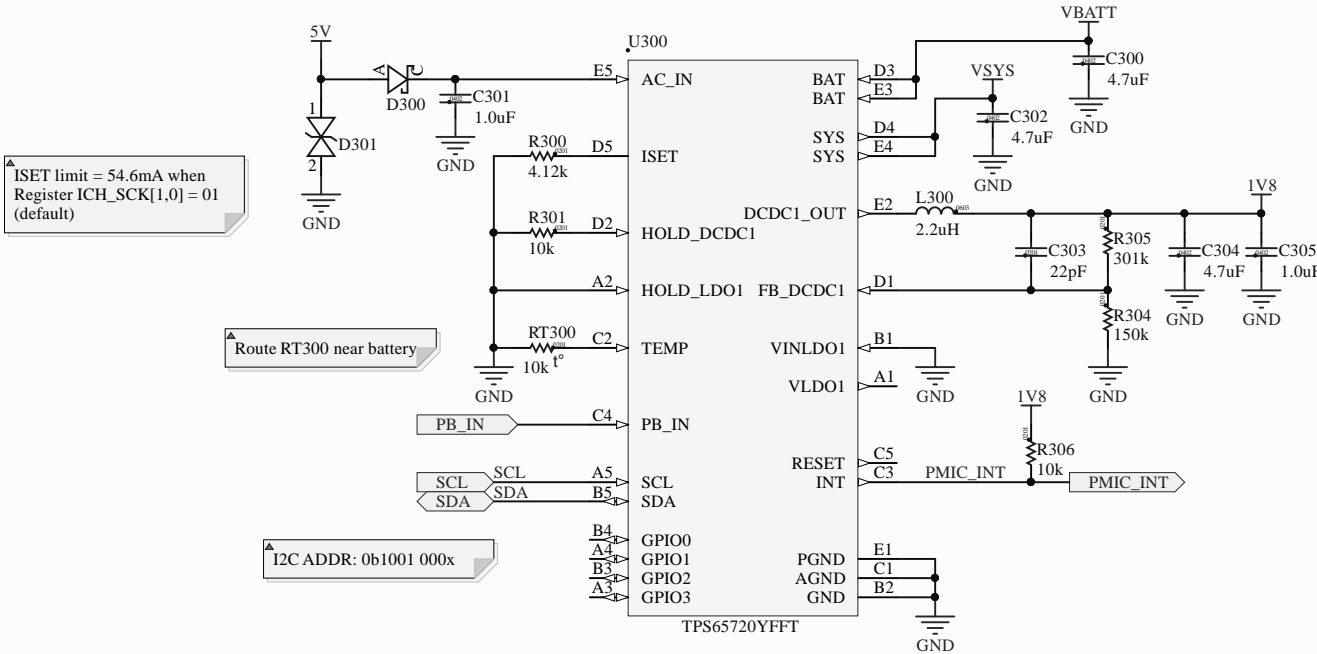 VBATT
5V
U300
C300
4.7uF
GND
A
C
D300
E5
AC_IN
BAT
D3
BAT
E3
VSYS
C301
1.0uF
GND
C302
4.7uF
GND
1
D301
2
GND
SYS
D4
SYS
E4
ISET limit = 54.6mA when
Register ICH_SCK[1,0] = 01
(default)
R300
4.12k
D5
ISET
1V8
DCDC1_OUT
E2
L300
2.2uH
R301
10k
D2
HOLD_DCDC1
C303
22pF
R305
301k
C304
4.7uF
GND
C305
1.0uF
GND
A2
HOLD_LDO1
FB_DCDC1
D1
R304
150k
GND
Route RT300 near battery
RT300
10k
t°
C2
TEMP
GND
VINLDO1
B1
GND
VLDO1
A1
1V8
PB_IN
C4
PB_IN
R306
10k
RESET
C5
SCL
SCL
A5
SCL
INT
C3
PMIC_INT
PMIC_INT
SDA
SDA
B5
SDA
I2C ADDR: 0b1001 000x
B4
GPIO0
A4
GPIO1
B3
GPIO2
A3
GPIO3
PGND
E1
AGND
C1
GND
B2
GND
TPS65720YFFT